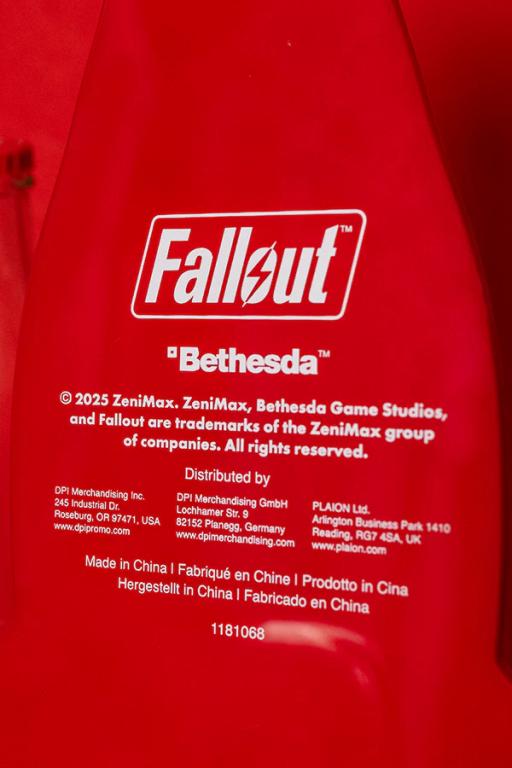 Fallout™
Bethesda™
© 2025 ZeniMax. ZeniMax, Bethesda Game Studios,
and Fallout are trademarks of the ZeniMax group
of companies. All rights reserved.
Distributed by
DPI Merchandising Inc.
245 Industrial Dr.
Roseburg, OR 97471, USA
www.dpipromo.com
DPI Merchandising GmbH
Lochhamer Str. 9
82152 Planegg, Germany
www.dpimerchandising.com
PLAION Ltd.
Arlington Business Park 1410
Reading, RG7 4SA, UK
www.plaion.com
Made in China I Fabriqué en Chine I Prodotto in Cina
Hergestellt in China I Fabricado en China
1181068